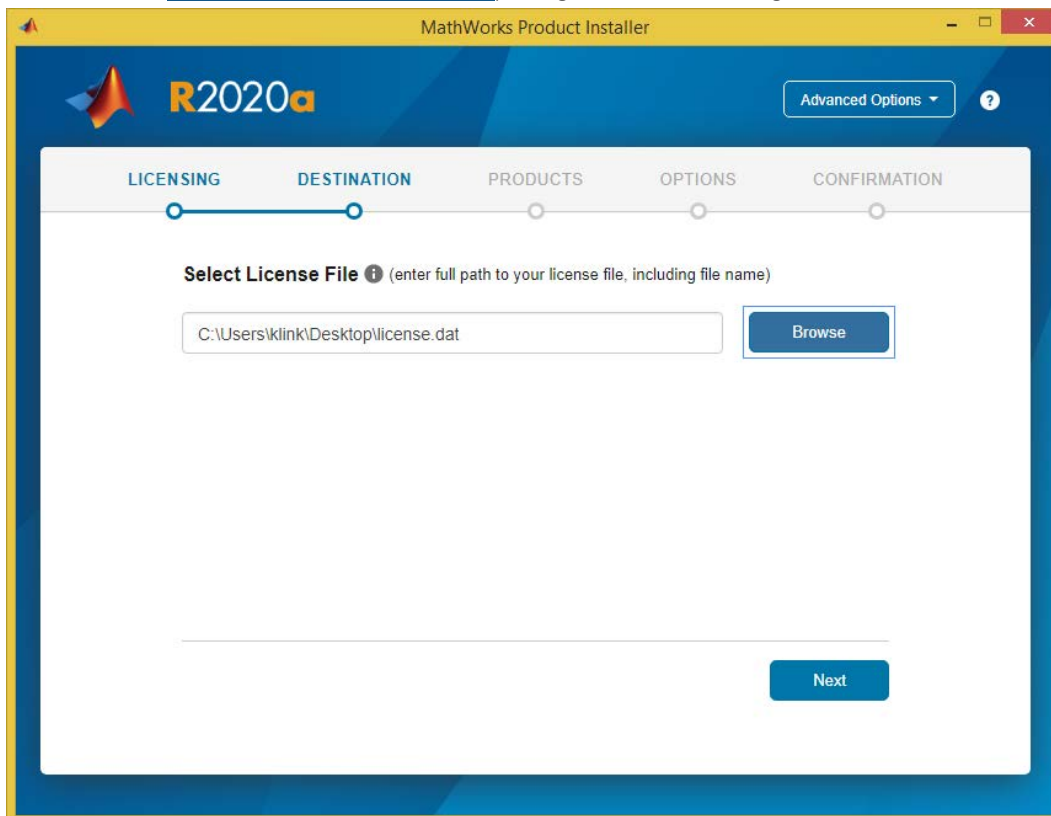 MathWorks Product Installer
R2020a
Advanced Options
?
LICENSING DESTINATION PRODUCTS OPTIONS CONFIRMATION
Select License File (enter full path to your license file, including file name)
C:\Users\klink\Desktop\license.dat
Browse
Next